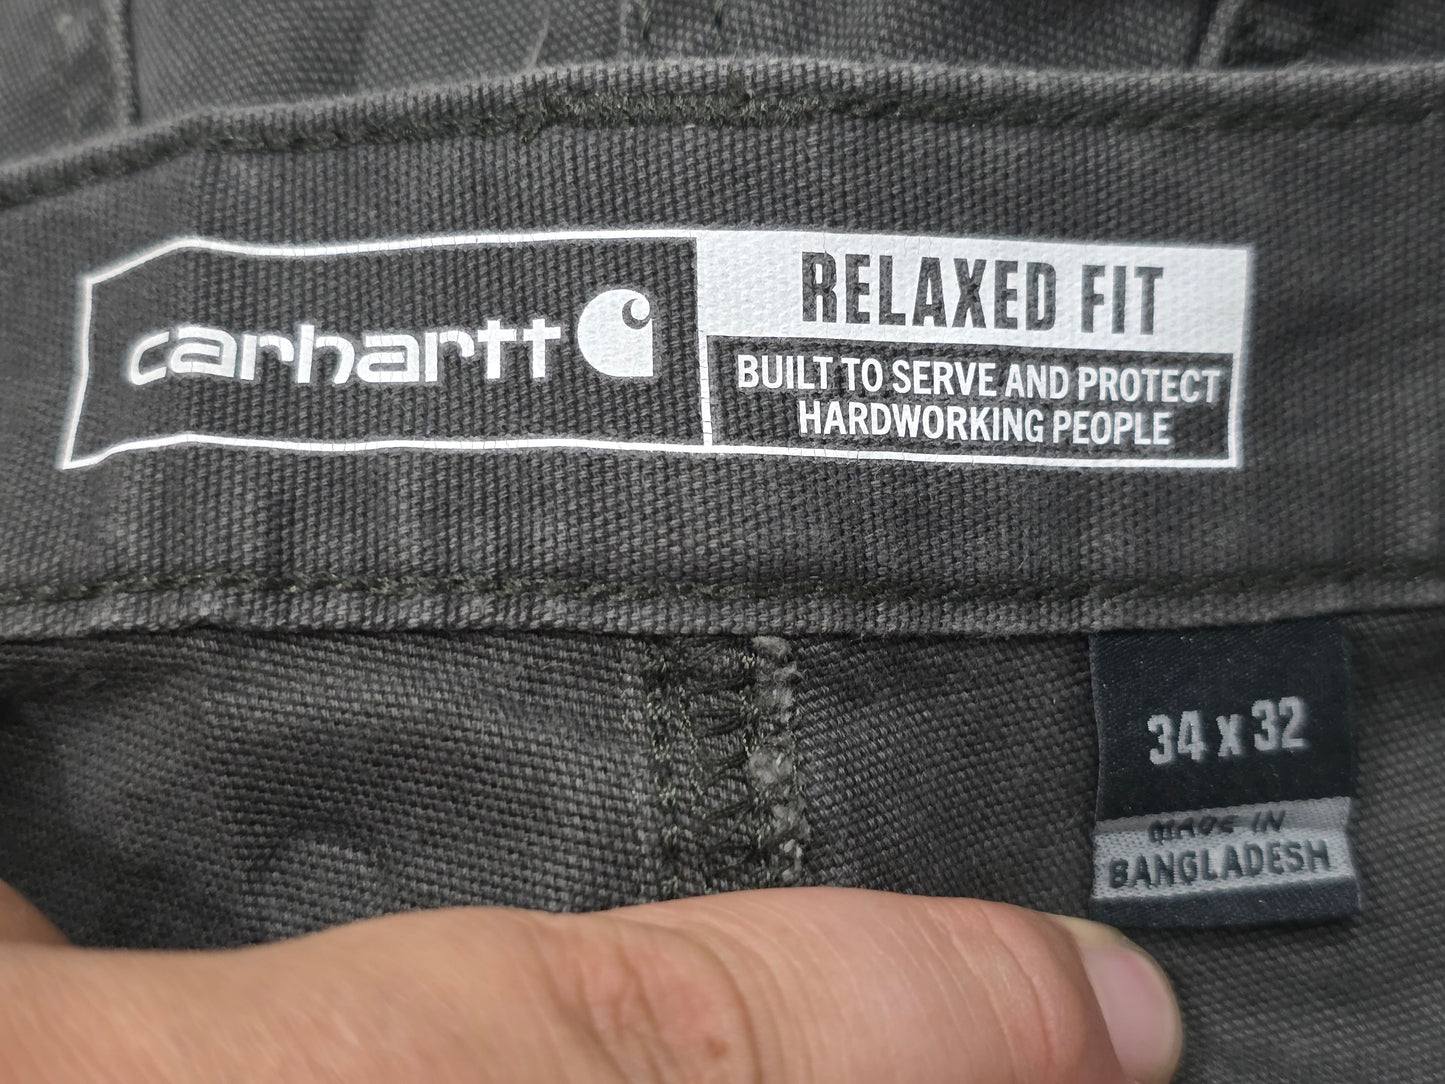 carhartt
RELAXED FIT
BUILT TO SERVE AND PROTECT
HARDWORKING PEOPLE
34 x 32
MADE IN
BANGLADESH